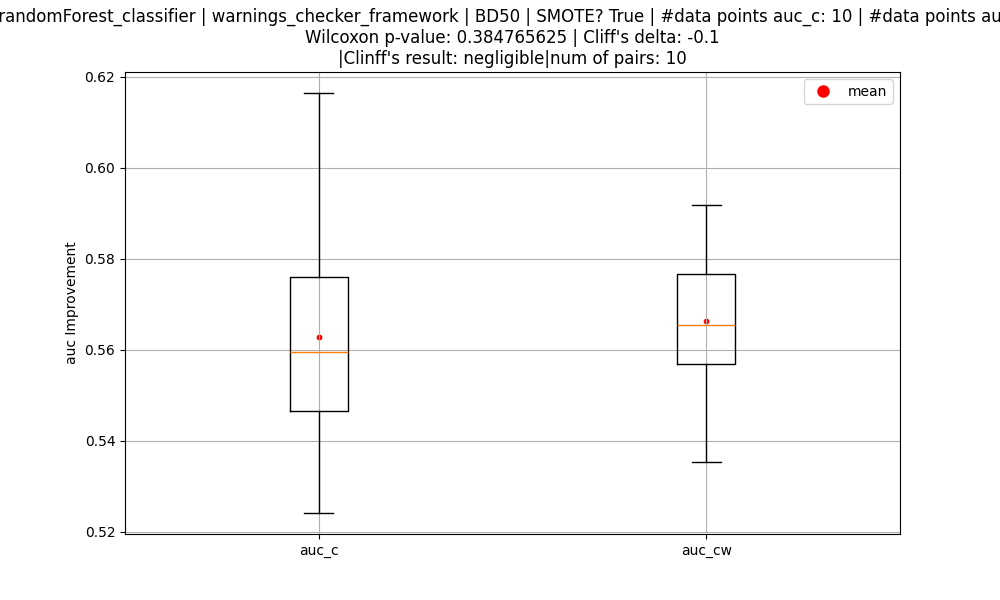 randomForest_classifier | warnings_checker_framework | BD50 | SMOTE? True | #data points auc_c: 10 | #data points au
Wilcoxon p-value: 0.384765625 | Cliff's delta: -0.1
|Clinff's result: negligible|num of pairs: 10
mean
0.62
0.60
0.58
0.56
0.54
0.52
auc Improvement
auc_c
auc_cw